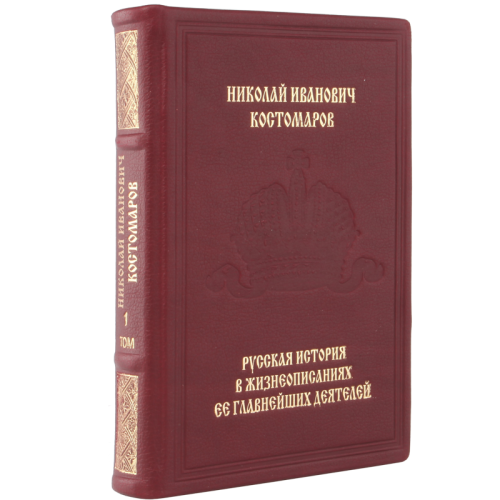 НИКОЛАЙ ИВАНОВИЧ
КОСТОМАРОВ
РУССКАЯ ИСТОРИЯ
В ЖИЗНЕОПИСАНИЯХ
ЕЕ ГЛАВНЕЙШИХ ДЕЯТЕЛЕЙ
НИКОЛАЙ ИВАНОВИЧ
КОСТОМАРОВ
1
ТОМ